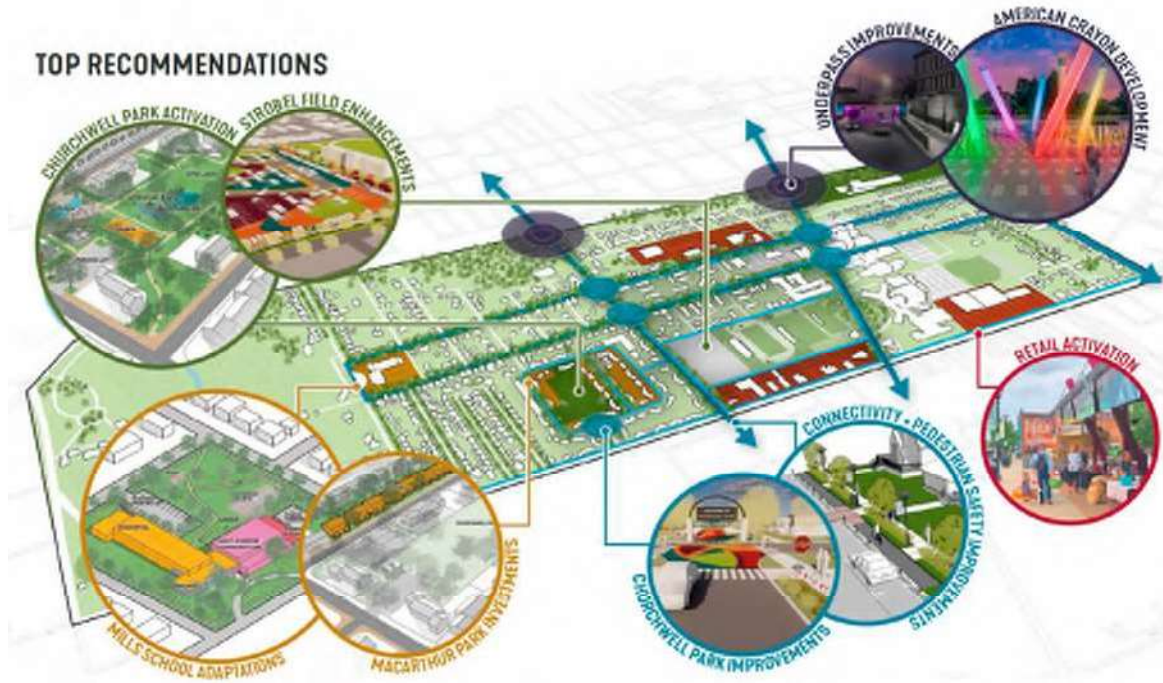 TOP RECOMMENDATIONS
CHURCHWELL PARK ACTIVATION
STROBEL FIELD ENHANCEMENTS
UNDERPASS IMPROVEMENTS
AMERICAN CRAYON DEVELOPMENT
RETAIL ACTIVATION
CONNECTIVITY + PEDESTRIAN SAFETY IMPROVEMENTS
CHURCHWELL PARK IMPROVEMENTS
MACARTHUR PARK INVESTMENTS
MILLS SCHOOL ADAPTATIONS